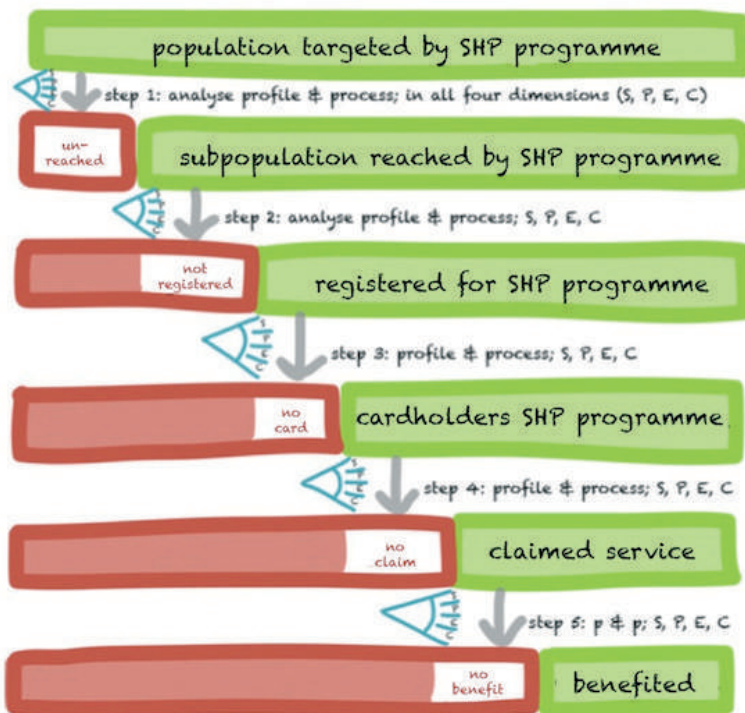 population targeted by SHP programme
step 1: analyse profile & process; in all four dimensions (S, P, E, C)
un-
reached
subpopulation reached by SHP programme
step 2: analyse profile & process; S, P, E, C
not
registered
registered for SHP programme
step 3: profile & process; S, P, E, C
no
card
cardholders SHP programme
step 4: profile & process; S, P, E, C
no
claim
claimed service
step 5: p & p; S, P, E, C
no
benefit
benefited